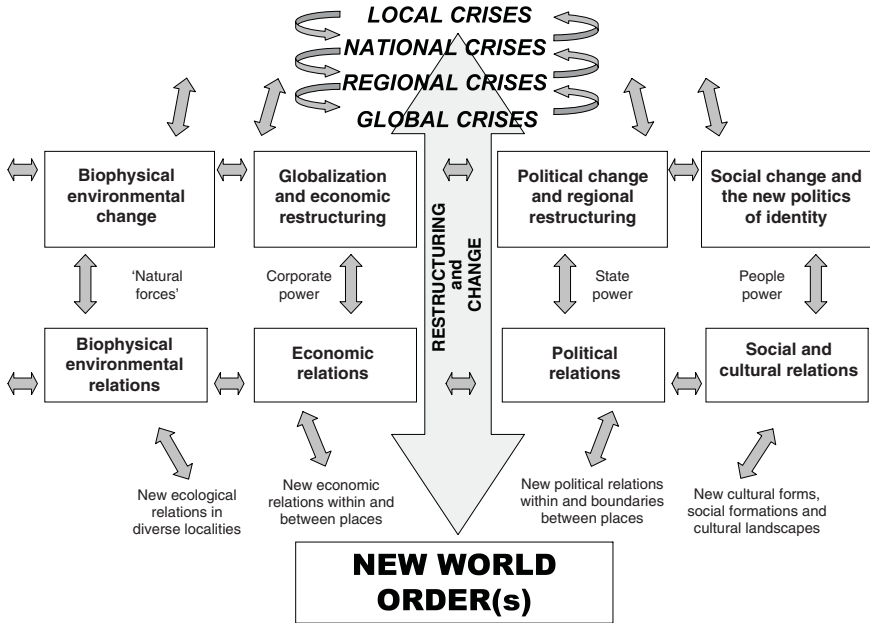 LOCAL CRISES
NATIONAL CRISES
REGIONAL CRISES
GLOBAL CRISES
Biophysical
environmental
change
Globalization
and economic
restructuring
Political change
and regional
restructuring
Social change and
the new politics
of identity
RESTRUCTURING
and
CHANGE
‘Natural
forces’
Corporate
power
State
power
People
power
Biophysical
environmental
relations
Economic
relations
Political
relations
Social and
cultural relations
New ecological
relations in
diverse localities
New economic
relations within and
between places
New political relations
within and boundaries
between places
New cultural forms,
social formations and
cultural landscapes
NEW WORLD
ORDER(s)